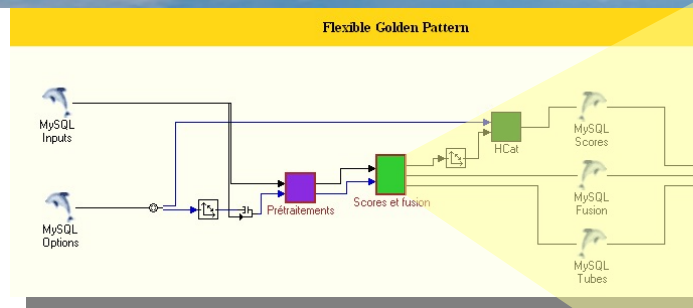 Flexible Golden Pattern
MySQL
Inputs
MySQL
Options
Prétraitements
Scores et fusion
HCat
MySQL
Scores
MySQL
Fusion
MySQL
Tubes